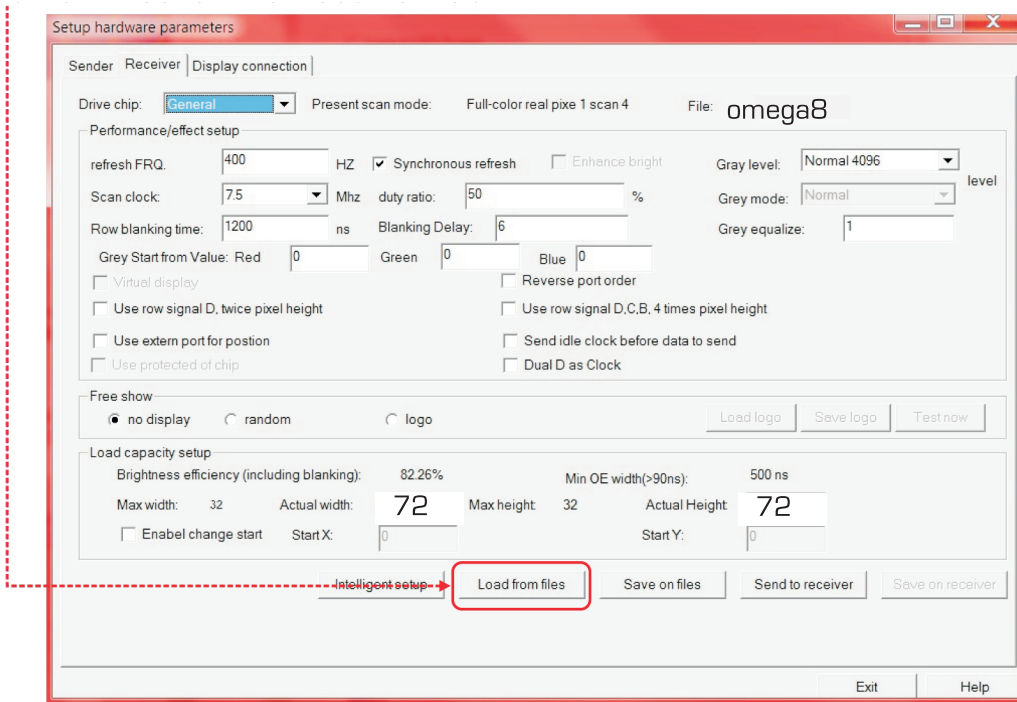 Setup hardware parameters
Sender Receiver Display connection
Drive chip: General Present scan mode: Full-color real pixe 1 scan 4 File: omega8
Performance/effect setup
refresh FRQ. 400 HZ Synchronous refresh Enhance bright Gray level: Normal 4096 level
Scan clock: 7.5 Mhz duty ratio: 50 % Grey mode: Normal
Row blanking time: 1200 ns Blanking Delay: 6 Grey equalize: 1
Grey Start from Value: Red 0 Green 0 Blue 0
Virtual display Reverse port order
Use row signal D, twice pixel height Use row signal D,C,B, 4 times pixel height
Use extern port for postion Send idle clock before data to send
Use protected of chip Dual D as Clock
Free show
no display random logo Load logo Save logo Test now
Load capacity setup
Brightness efficiency (including blanking): 82.26% Min OE width(>90ns): 500 ns
Max width: 32 Actual width: 72 Max height: 32 Actual Height: 72
Enabel change start Start X: 0 Start Y: 0
Intelligent setup Load from files Save on files Send to receiver Save on receiver
Exit Help